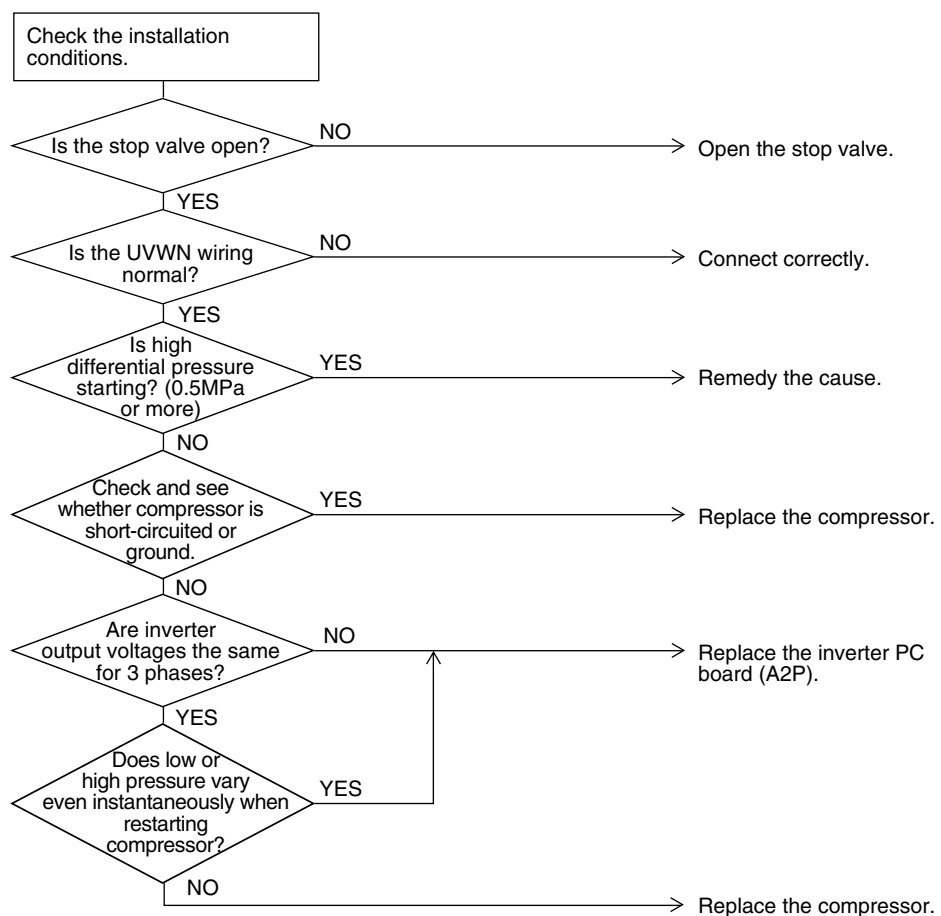 Check the installation
conditions.
Is the stop valve open?
NO
Open the stop valve.
YES
Is the UVWN wiring
normal?
NO
Connect correctly.
YES
Is high
differential pressure
starting? (0.5MPa
or more)
YES
Remedy the cause.
NO
Check and see
whether compressor is
short-circuited or
ground.
YES
Replace the compressor.
NO
Are inverter
output voltages the same
for 3 phases?
NO
Replace the inverter PC
board (A2P).
YES
Does low or
high pressure vary
even instantaneously when
restarting
compressor?
YES
NO
Replace the compressor.